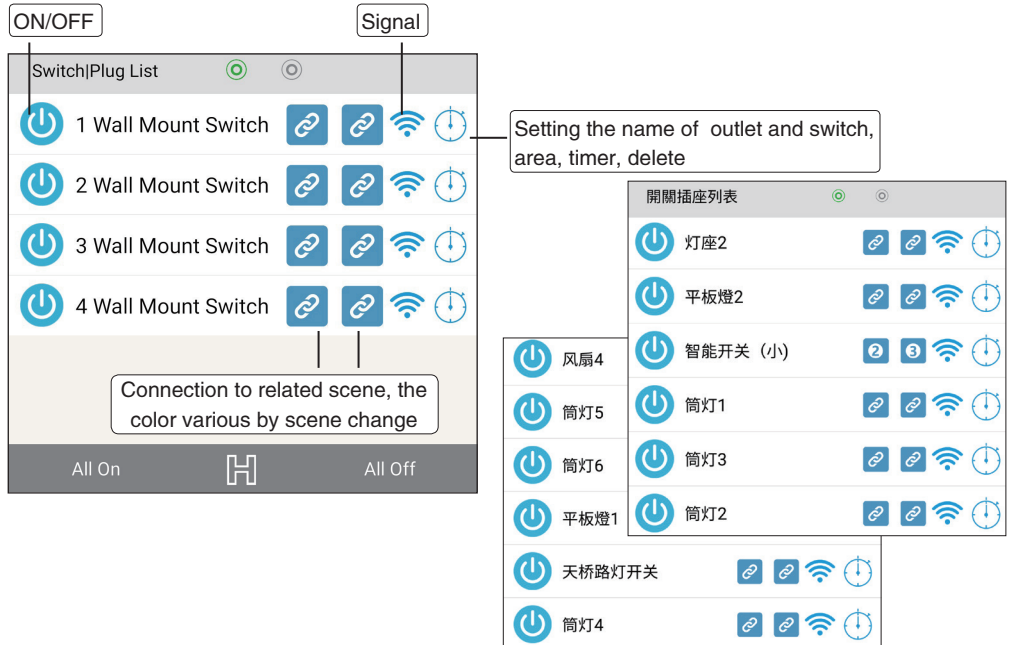 ON/OFF
Signal
Switch|Plug List
1 Wall Mount Switch
2 Wall Mount Switch
3 Wall Mount Switch
4 Wall Mount Switch
Setting the name of outlet and switch,
area, timer, delete
Connection to related scene, the
color various by scene change
All On
All Off
開關插座列表
灯座2
平板燈2
智能开关（小)
2 3
筒灯1
筒灯3
筒灯2
风扇4
筒灯5
筒灯6
平板燈1
天桥路灯开关
筒灯4